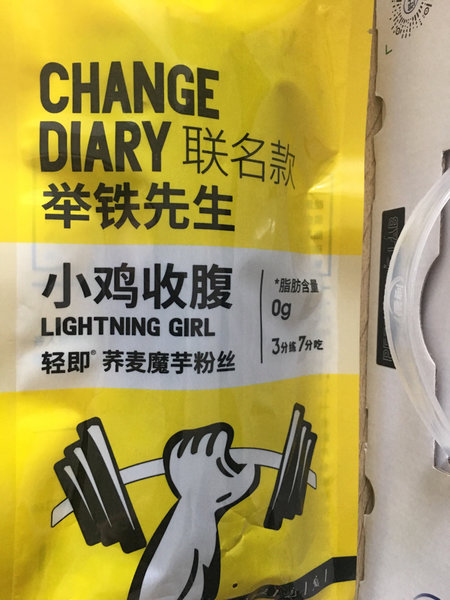 CHANGE
DIARY 联名款
举铁先生
小鸡收腹
LIGHTNING GIRL
轻即® 荞麦魔芋粉丝
*脂肪含量
0g
3分练7分吃